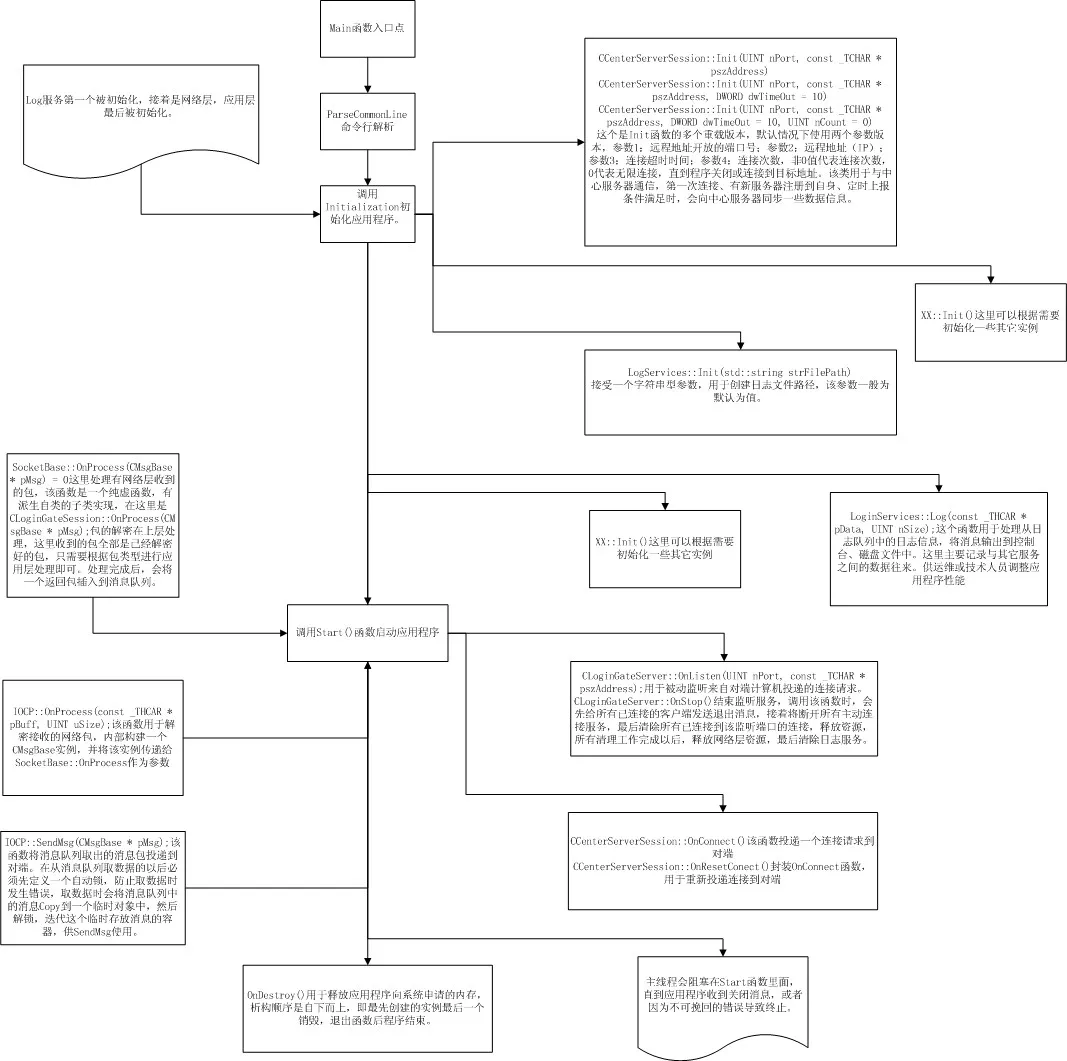 Main函数入口点
Log服务第一个被初始化，接着是网络层，应用层
最后被初始化。
ParseCommonLine
命令行解析
调用
Initialization初
始化应用程序。
CCenterServerSession::Init(UINT nPort, const _TCHAR *
pszAddress)
CCenterServerSession::Init(UINT nPort, const _TCHAR *
pszAddress, DWORD dwTimeOut = 10)
CCenterServerSession::Init(UINT nPort, const _TCHAR *
pszAddress, DWORD dwTimeOut = 10, UINT nCount = 0)
这个是Init函数的多个重载版本，默认情况下使用两个参数版
本，参数1；远程地址开放的端口号；参数2；远程地址（IP）；
参数3；连接超时时间；参数4；连接次数，非0值代表连接次数，
0代表无限连接，直到程序关闭或连接到目标地址。该类用于与中
心服务器通信，第一次连接、有新服务器注册到自身、定时上报
条件满足时，会向中心服务器同步一些数据信息。
XX::Init()这里可以根据需要
初始化一些其它实例
LogServices::Init(std::string strFilePath)
接受一个字符串型参数，用于创建日志文件路径，该参数一般为
默认为值。
SocketBase::OnProcess(CMsgBase
* pMsg) = 0这里处理有网络层收到
的包，该函数是一个纯虚函数，有
派生自类的子类实现，在这里是
CLoginGateSession::OnProcess(CM
sgBase * pMsg);包的解密在上层处
理，这里收到的包全部是已经解密
好的包，只需要根据包类型进行应
用层处理即可。处理完成后，会将
一个返回包插入到消息队列。
XX::Init()这里可以根据需要
初始化一些其它实例
LoginServices::Log(const _THCAR *
pData, UINT nSize);这个函数用于处理从日
志队列中的日志信息，将消息输出到控制
台、磁盘文件中。这里主要记录与其它服务
之间的数据往来。供运维或技术人员调整应
用程序性能
调用Start()函数启动应用程序
CLoginGateServer::OnListen(UINT nPort, const _TCHAR *
pszAddress);用于被动监听来自对端计算机投递的连接请求。
CLoginGateServer::OnStop()结束监听服务，调用该函数时，会
先给所有已连接的客户端发送退出消息，接着将断开所有主动连
接服务，最后清除所有已连接到该监听端口的连接，释放资源，
所有清理工作完成以后，释放网络层资源，最后清除日志服务。
IOCP::OnProcess(const _THCAR *
pBuff, UINT uSize);该函数用于解
密接收的网络包，内部构建一个
CMsgBase实例，并将该实例传递给
SocketBase::OnProcess作为参数
CCenterServerSession::OnConnect()该函数投递一个连接请求到
对端
CCenterServerSession::OnResetConect()封装OnConnect函数，
用于重新投递连接到对端
IOCP::SendMsg(CMsgBase * pMsg);该
函数将消息队列取出的消息包投递到
对端。在从消息队列取数据的以后必
须先定义一个自动锁，防止取数据时
发生错误，取数据时会将消息队列中
的消息Copy到一个临时对象中，然后
解锁，迭代这个临时存放消息的容
器，供SendMsg使用。
OnDestroy()用于释放应用程序向系统申请的内存，
析构顺序是自下而上，即最先创建的实例最后一个
销毁，退出函数后程序结束。
主线程会阻塞在Start函数里面，
直到应用程序收到关闭消息，或者
因为不可挽回的错误导致终止。